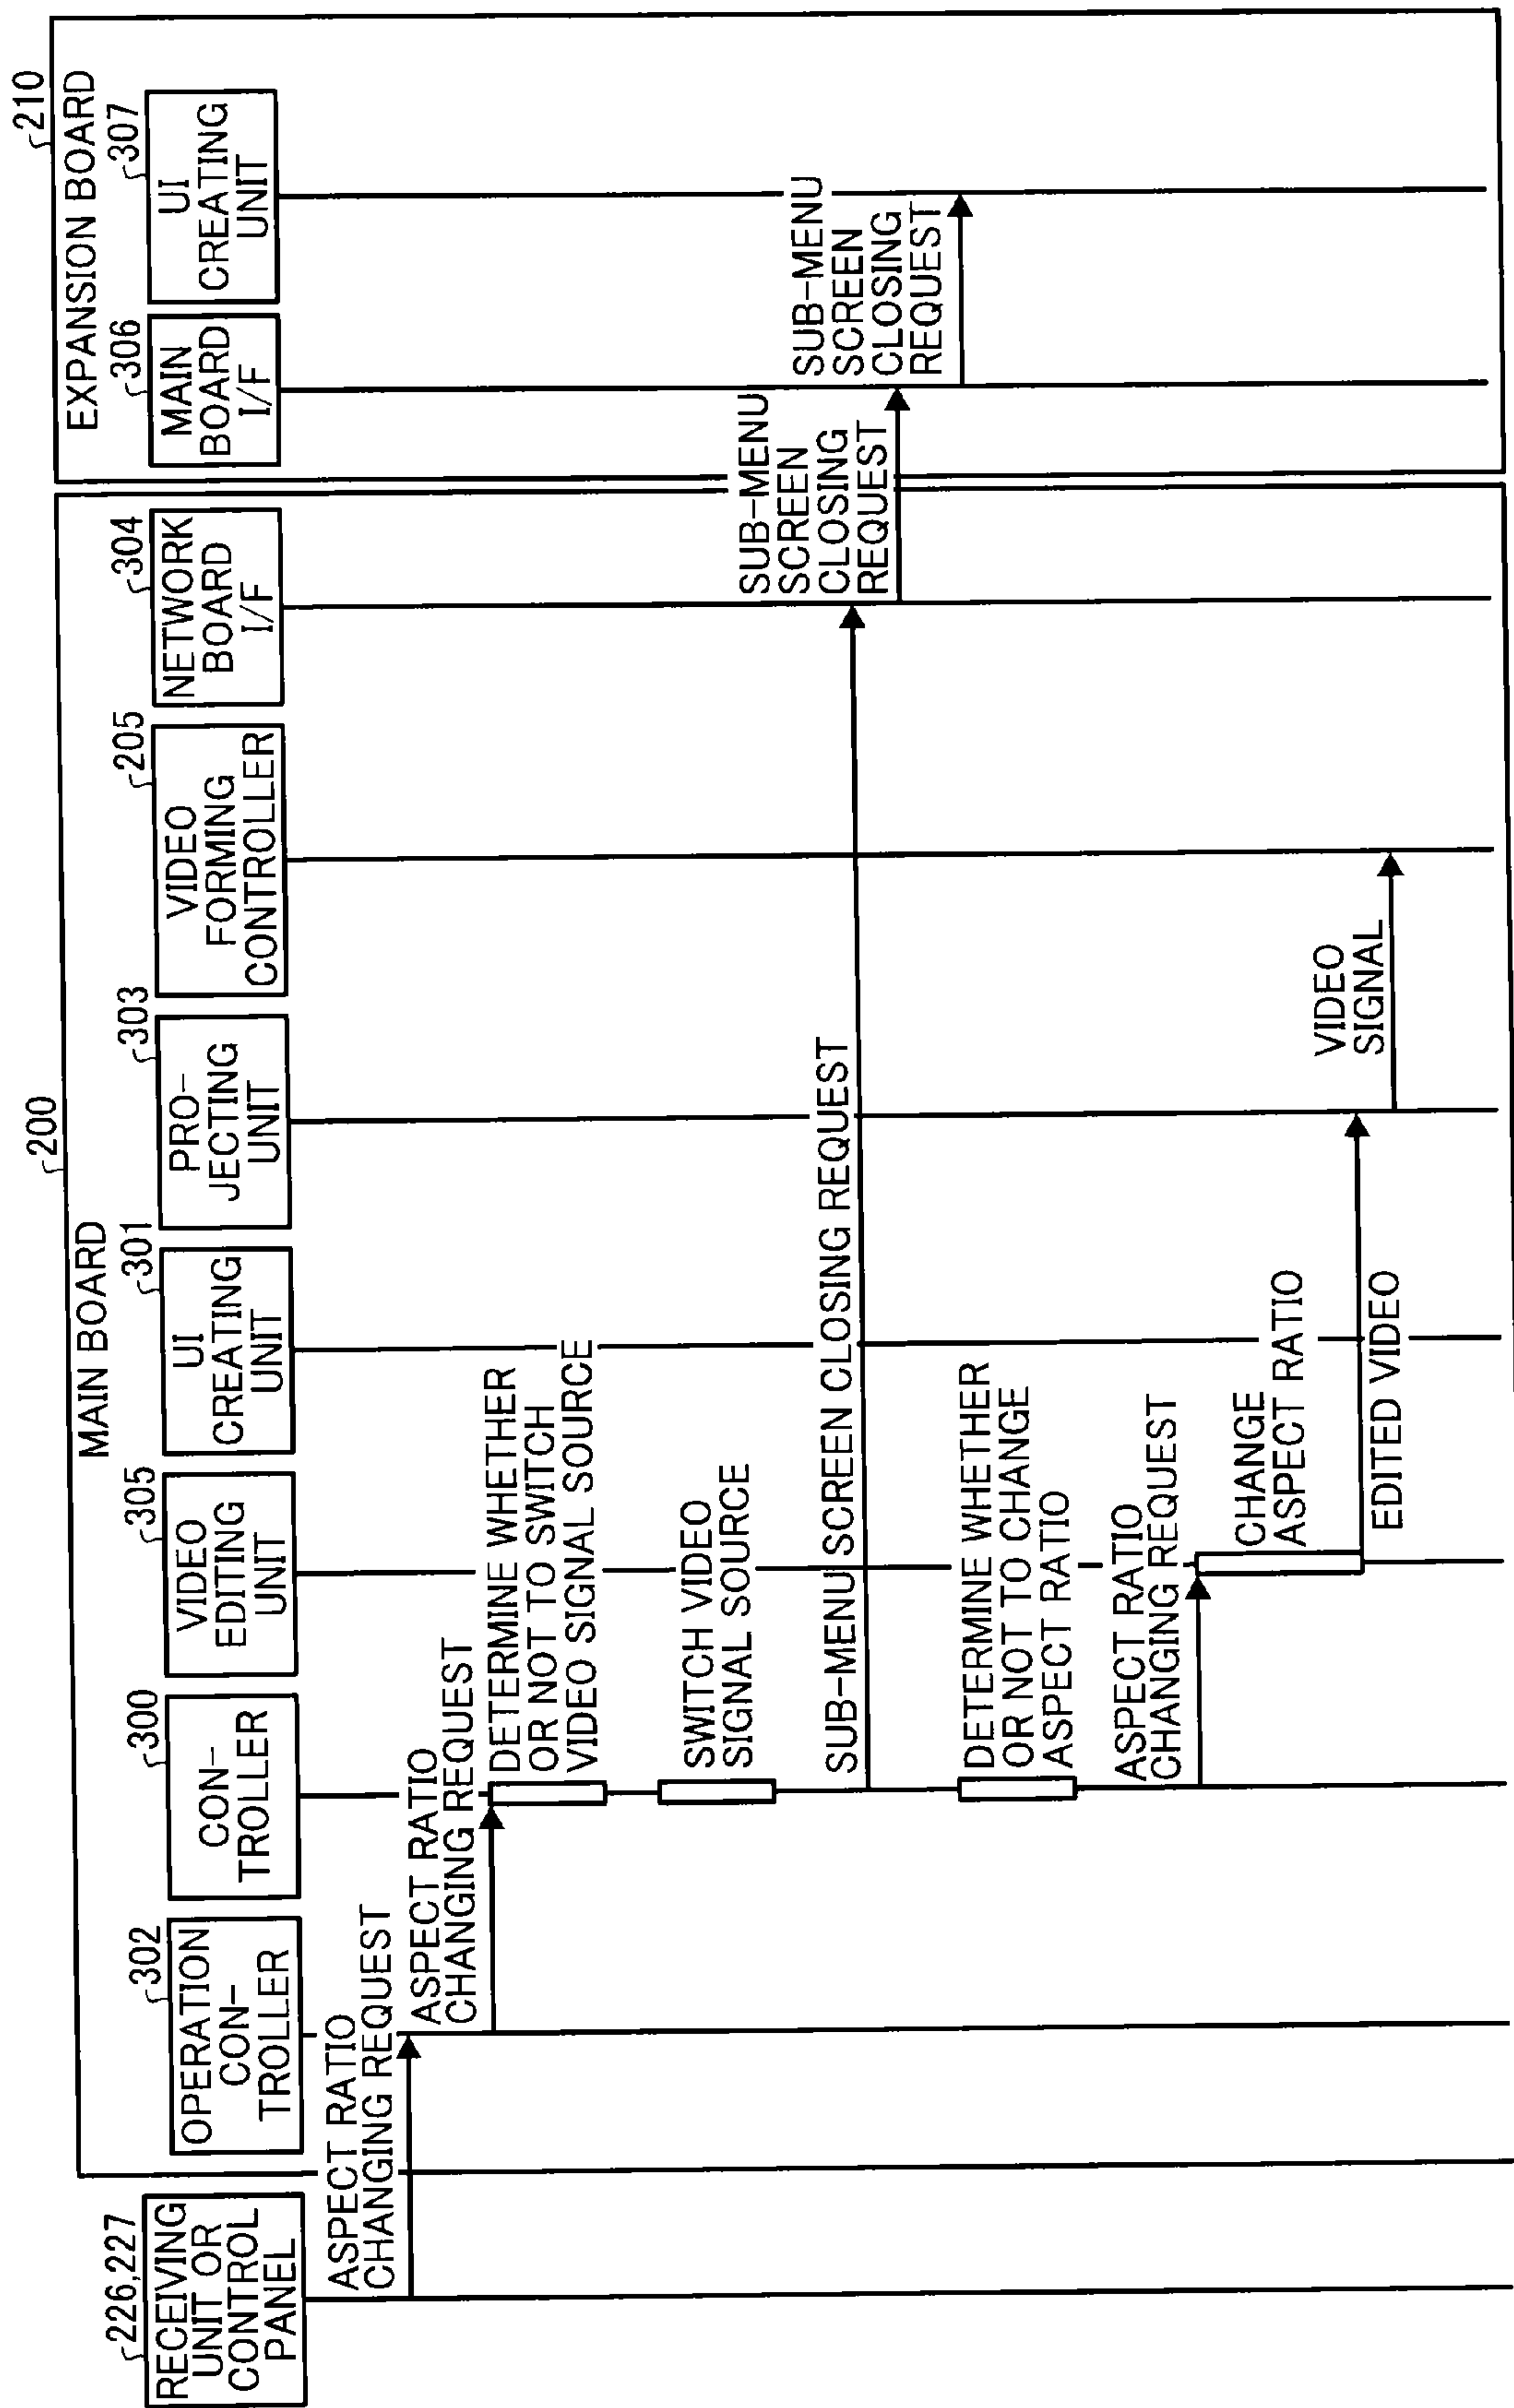 226,227
RECEIVING
UNIT OR
CONTROL
PANEL
200
MAIN BOARD
302
OPERATION
CON-
TROLLER
300
CON-
TROLLER
305
VIDEO
EDITING
UNIT
301
UI
CREATING
UNIT
303
PRO-
JECTING
UNIT
205
VIDEO
FORMING
CONTROLLER
304
NETWORK
BOARD
I/F
210
EXPANSION BOARD
306
MAIN
BOARD
I/F
307
UI
CREATING
UNIT
ASPECT RATIO
CHANGING REQUEST
ASPECT RATIO
CHANGING REQUEST
DETERMINE WHETHER
OR NOT TO SWITCH
VIDEO SIGNAL SOURCE
SWITCH VIDEO
SIGNAL SOURCE
SUB-MENU SCREEN CLOSING REQUEST
SUB-MENU
SCREEN
CLOSING
REQUEST
SUB-MENU
SCREEN
CLOSING
REQUEST
DETERMINE WHETHER
OR NOT TO CHANGE
ASPECT RATIO
ASPECT RATIO
CHANGING REQUEST
CHANGE
ASPECT RATIO
EDITED VIDEO
VIDEO
SIGNAL